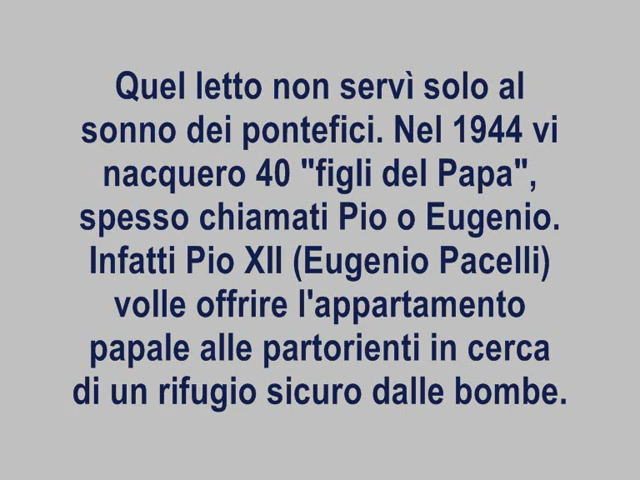 Quel letto non servì solo al
sonno dei pontefici. Nel 1944 vi
nacquero 40 "figli del Papa",
spesso chiamati Pio o Eugenio.
Infatti Pio XII (Eugenio Pacelli)
volle offrire l'appartamento
papale alle partorienti in cerca
di un rifugio sicuro dalle bombe.